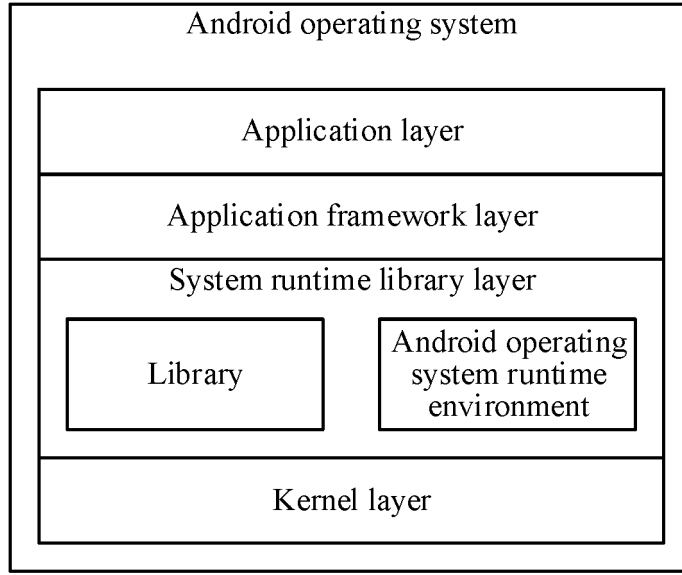 Android operating system
Application layer
Application framework layer
System runtime library layer
Library
Android operating
system runtime
environment
Kernel layer